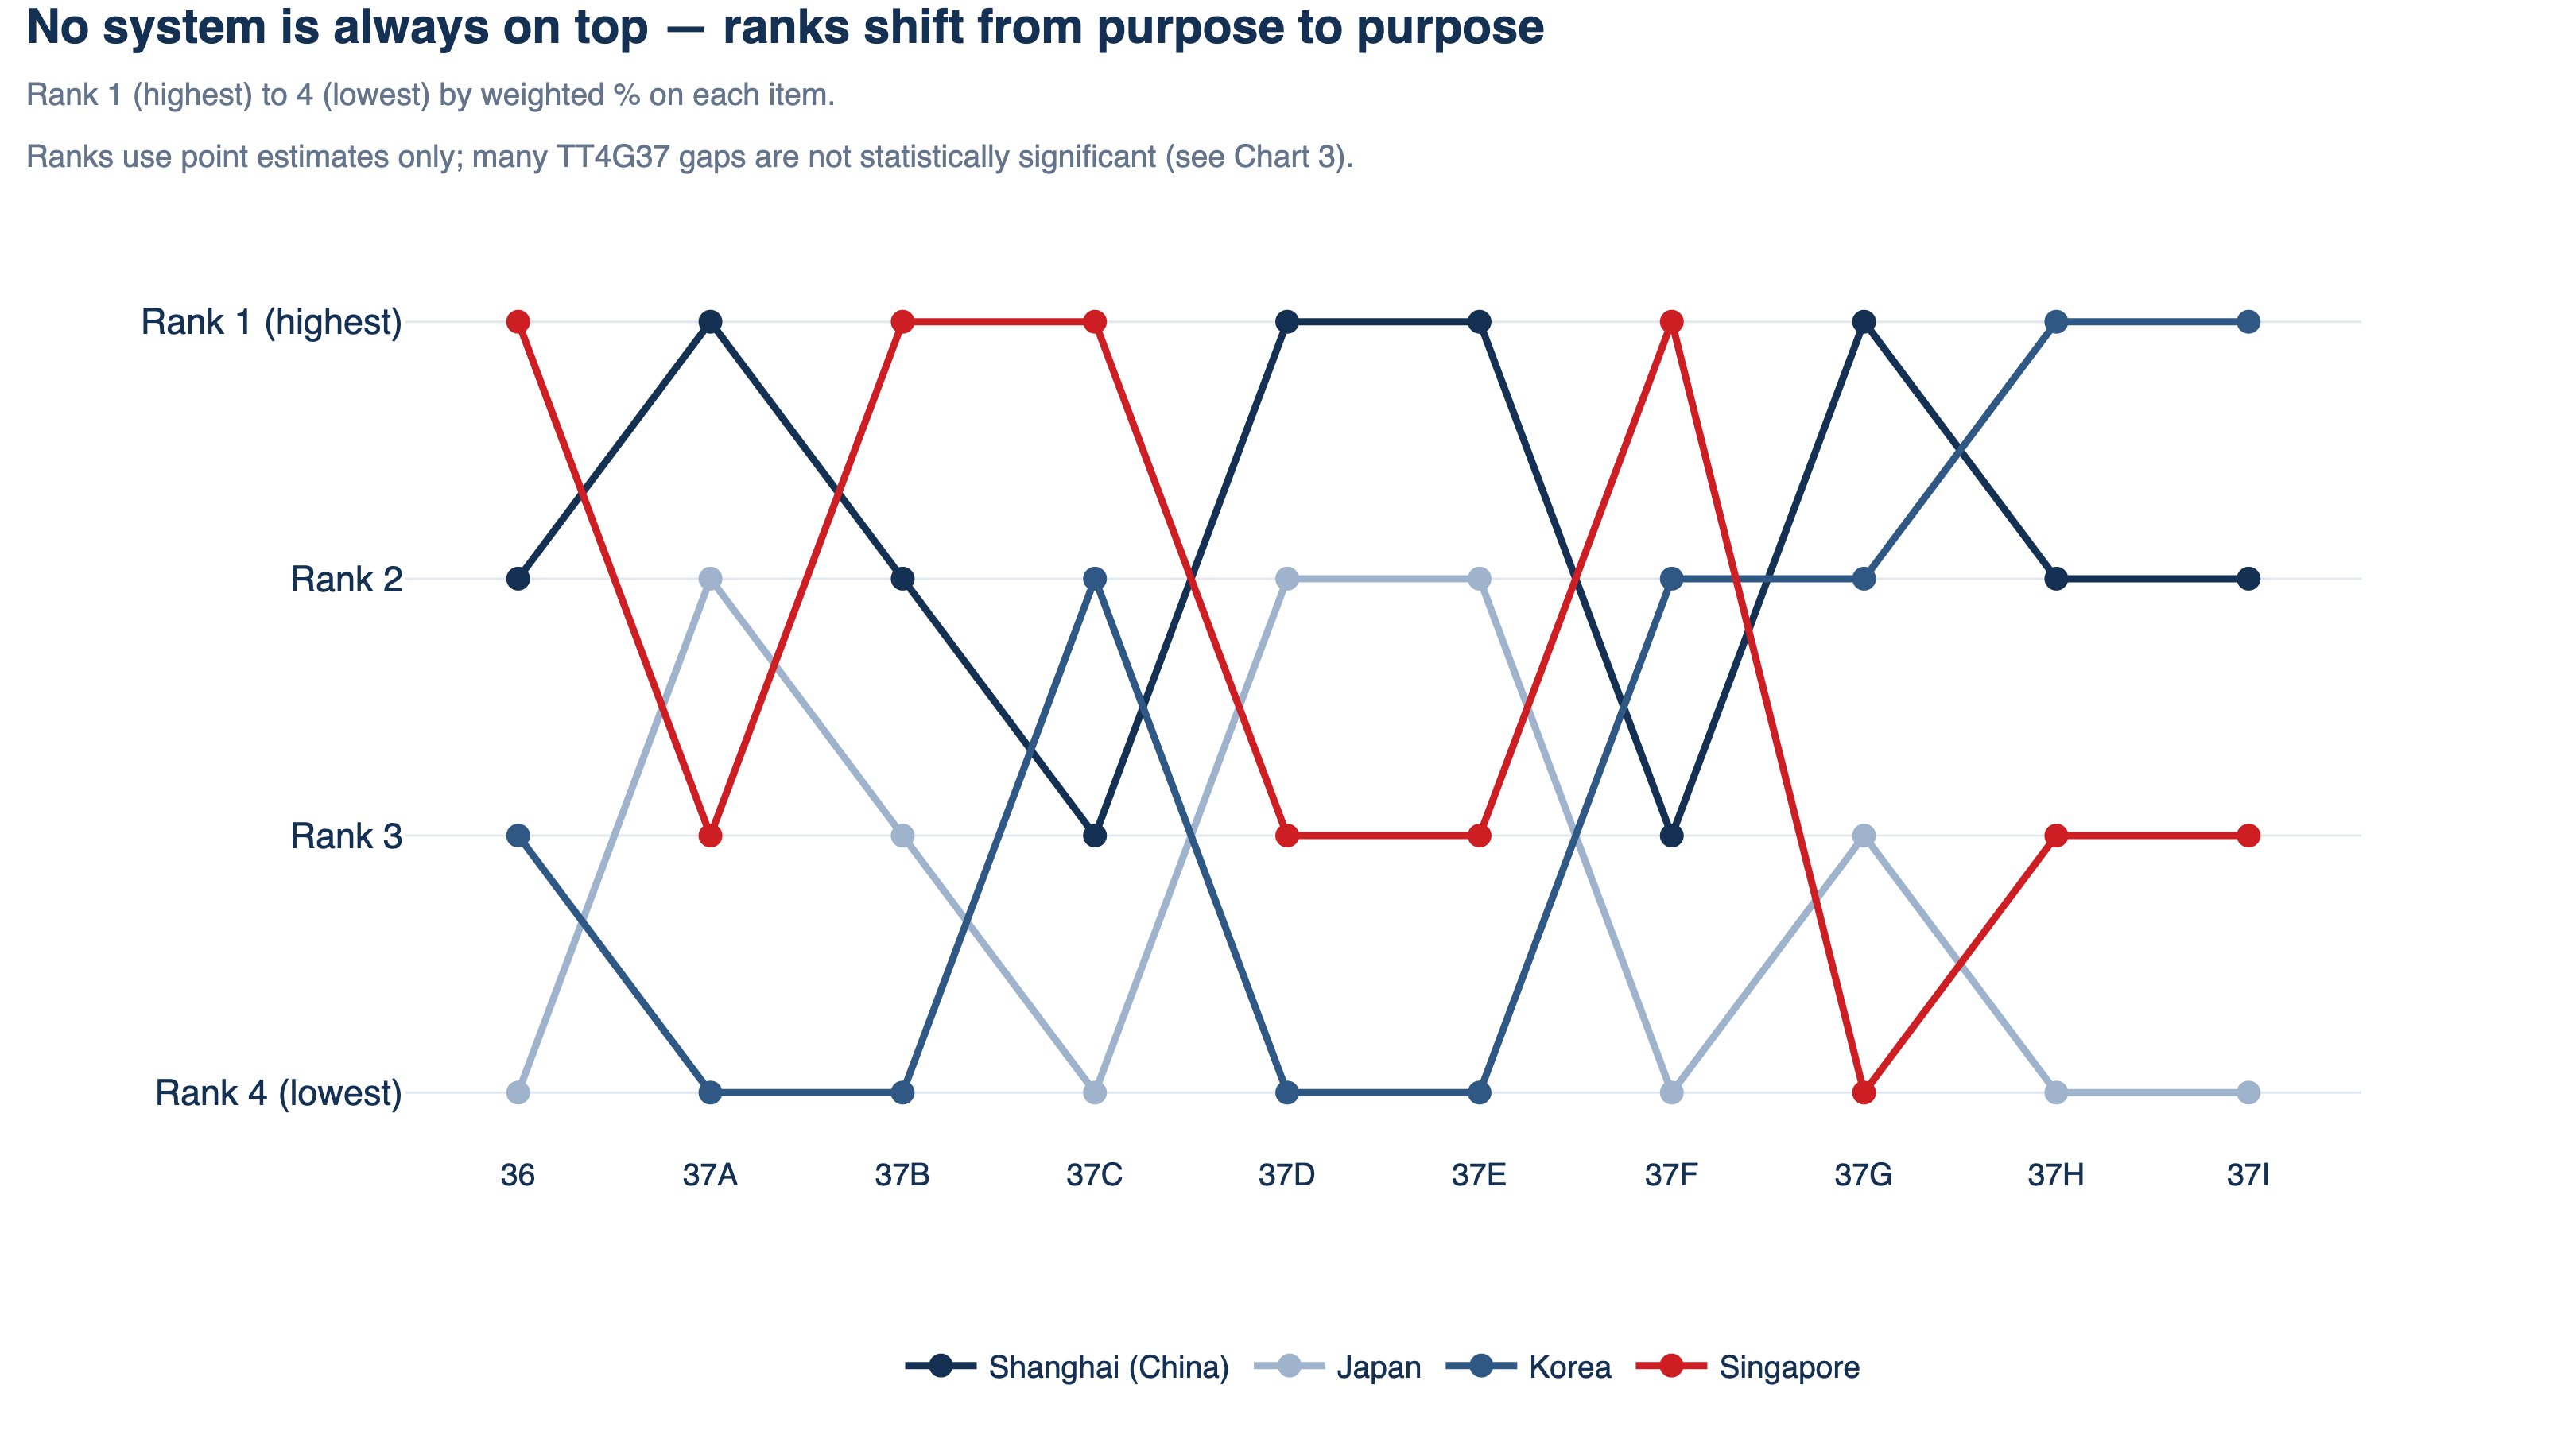 No system is always on top — ranks shift from purpose to purpose
Rank 1 (highest) to 4 (lowest) by weighted % on each item.
Ranks use point estimates only; many TT4G37 gaps are not statistically significant (see Chart 3).
Rank 1 (highest)
Rank 2
Rank 3
Rank 4 (lowest)
36 37A 37B 37C 37D 37E 37F 37G 37H 37I
Shanghai (China) Japan Korea Singapore